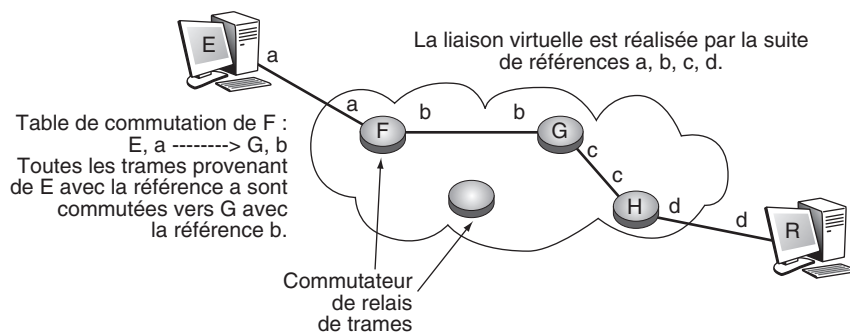 E
a
La liaison virtuelle est réalisée par la suite
de références a, b, c, d.
a
b
b
F
G
Table de commutation de F :
E, a --------> G, b
Toutes les trames provenant
de E avec la référence a sont
commutées vers G avec
la référence b.
c
c
H
d
d
R
Commutateur
de relais
de trames